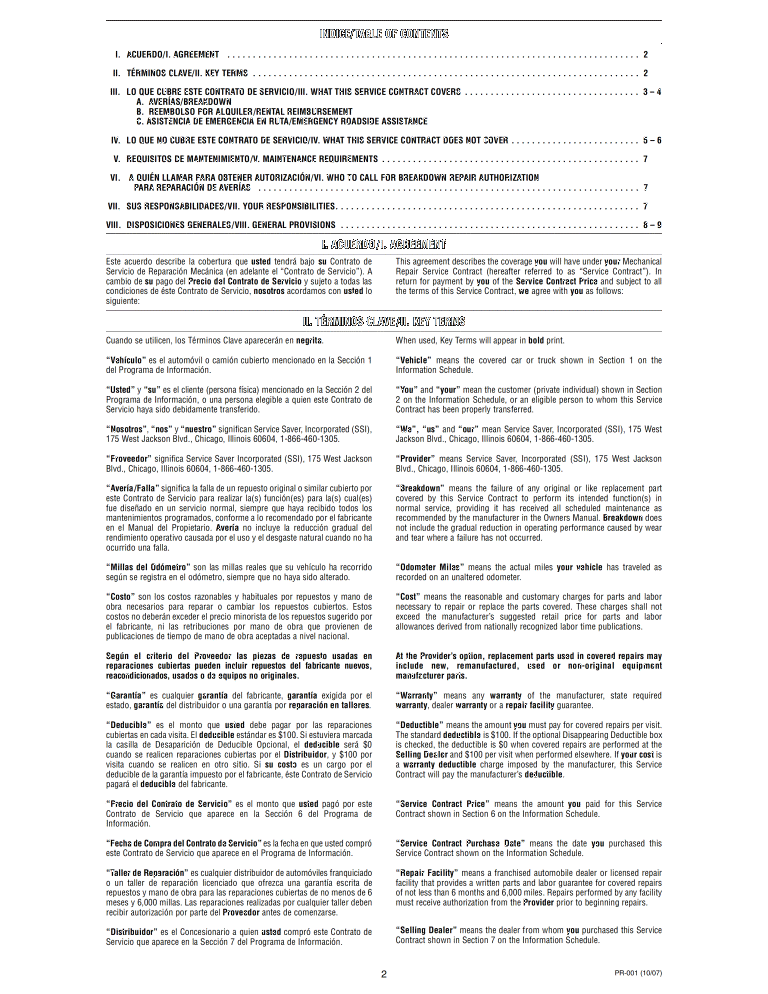 INDICE/TABLE OF CONTENTS
I. ACUERDO/I. AGREEMENT 2
II. TÉRMINOS CLAVE/II. KEY TERMS 2
III. LO QUE CUBRE ESTE CONTRATO DE SERVICIO/III. WHAT THIS SERVICE CONTRACT COVERS 3 – 4
A. AVERÍAS/BREAKDOWN
B. REEMBOLSO POR ALQUILER/RENTAL REIMBURSEMENT
C. ASISTENCIA DE EMERGENCIA EN RUTA/EMERGENCY ROADSIDE ASSISTANCE
IV. LO QUE NO CUBRE ESTE CONTRATO DE SERVICIO/IV. WHAT THIS SERVICE CONTRACT DOES NOT COVER 5 – 6
V. REQUISITOS DE MANTENIMIENTO/V. MAINTENANCE REQUIREMENTS 7
VI. A QUIÉN LLAMAR PARA OBTENER AUTORIZACIÓN/VI. WHO TO CALL FOR BREAKDOWN REPAIR AUTHORIZATION
PARA REPARACIÓN DE AVERÍAS 7
VII. SUS RESPONSABILIDADES/VII. YOUR RESPONSIBILITIES. 7
VIII. DISPOSICIONES GENERALES/VIII. GENERAL PROVISIONS 8 – 9
I. ACUERDO/I. AGREEMENT
Este acuerdo describe la cobertura que usted tendrá bajo su Contrato de
Servicio de Reparación Mecánica (en adelante el “Contrato de Servicio”). A
cambio de su pago del Precio del Contrato de Servicio y sujeto a todas las
condiciones de éste Contrato de Servicio, nosotros acordamos con usted lo
siguiente:
This agreement describes the coverage you will have under your Mechanical
Repair Service Contract (hereafter referred to as “Service Contract”). In
return for payment by you of the Service Contract Price and subject to all
the terms of this Service Contract, we agree with you as follows:
II. TÉRMINOS CLAVE/II. KEY TERMS
Cuando se utilicen, los Términos Clave aparecerán en negrita.
“Vehículo” es el automóvil o camión cubierto mencionado en la Sección 1
del Programa de Información.
“Usted” y “su” es el cliente (persona física) mencionado en la Sección 2 del
Programa de Información, o una persona elegible a quien este Contrato de
Servicio haya sido debidamente transferido.
“Nosotros”, “nos” y “nuestro” significan Service Saver, Incorporated (SSI),
175 West Jackson Blvd., Chicago, Illinois 60604, 1-866-460-1305.
“Proveedor” significa Service Saver Incorporated (SSI), 175 West Jackson
Blvd., Chicago, Illinois 60604, 1-866-460-1305.
“Avería/Falla” significa la falla de un repuesto original o similar cubierto por
este Contrato de Servicio para realizar la(s) función(es) para la(s) cual(es)
fue diseñado en un servicio normal, siempre que haya recibido todos los
mantenimientos programados, conforme a lo recomendado por el fabricante
en el Manual del Propietario. Avería no incluye la reducción gradual del
rendimiento operativo causada por el uso y el desgaste natural cuando no ha
ocurrido una falla.
“Millas del Odómetro” son las millas reales que su vehículo ha recorrido
según se registra en el odómetro, siempre que no haya sido alterado.
“Costo” son los costos razonables y habituales por repuestos y mano de
obra necesarios para reparar o cambiar los repuestos cubiertos. Estos
costos no deberán exceder el precio minorista de los repuestos sugerido por
el fabricante, ni las retribuciones por mano de obra que provienen de
publicaciones de tiempo de mano de obra aceptadas a nivel nacional.
Según el criterio del Proveedor las piezas de repuesto usadas en
reparaciones cubiertas pueden incluir repuestos del fabricante nuevos,
reacondicionados, usados o de equipos no originales.
“Garantía” es cualquier garantía del fabricante, garantía exigida por el
estado, garantía del distribuidor o una garantía por reparación en talleres.
“Deducible” es el monto que usted debe pagar por las reparaciones
cubiertas en cada visita. El deducible estándar es $100. Si estuviera marcada
la casilla de Desaparición de Deducible Opcional, el deducible será $0
cuando se realicen reparaciones cubiertas por el Distribuidor, y $100 por
visita cuando se realicen en otro sitio. Si su costo es un cargo por el
deducible de la garantía impuesto por el fabricante, éste Contrato de Servicio
pagará el deducible del fabricante.
“Precio del Contrato de Servicio” es el monto que usted pagó por este
Contrato de Servicio que aparece en la Sección 6 del Programa de
Información.
“Fecha de Compra del Contrato de Servicio” es la fecha en que usted compró
este Contrato de Servicio que aparece en el Programa de Información.
“Taller de Reparación” es cualquier distribuidor de automóviles franquiciado
o un taller de reparación licenciado que ofrezca una garantía escrita de
repuestos y mano de obra para las reparaciones cubiertas de no menos de 6
meses y 6,000 millas. Las reparaciones realizadas por cualquier taller deben
recibir autorización por parte del Proveedor antes de comenzarse.
“Distribuidor” es el Concesionario a quien usted compró este Contrato de
Servicio que aparece en la Sección 7 del Programa de Información.
When used, Key Terms will appear in bold print.
“Vehicle” means the covered car or truck shown in Section 1 on the
Information Schedule.
“You” and “your” mean the customer (private individual) shown in Section
2 on the Information Schedule, or an eligible person to whom this Service
Contract has been properly transferred.
“We”, “us” and “our” mean Service Saver, Incorporated (SSI), 175 West
Jackson Blvd., Chicago, Illinois 60604, 1-866-460-1305.
“Provider” means Service Saver, Incorporated (SSI), 175 West Jackson
Blvd., Chicago, Illinois 60604, 1-866-460-1305.
“Breakdown” means the failure of any original or like replacement part
covered by this Service Contract to perform its intended function(s) in
normal service, providing it has received all scheduled maintenance as
recommended by the manufacturer in the Owners Manual. Breakdown does
not include the gradual reduction in operating performance caused by wear
and tear where a failure has not occurred.
“Odometer Miles” means the actual miles your vehicle has traveled as
recorded on an unaltered odometer.
“Cost” means the reasonable and customary charges for parts and labor
necessary to repair or replace the parts covered. These charges shall not
exceed the manufacturer’s suggested retail price for parts and labor
allowances derived from nationally recognized labor time publications.
At the Provider’s option, replacement parts used in covered repairs may
include new, remanufactured, used or non-original equipment
manufacturer parts.
“Warranty” means any warranty of the manufacturer, state required
warranty, dealer warranty or a repair facility guarantee.
“Deductible” means the amount you must pay for covered repairs per visit.
The standard deductible is $100. If the optional Disappearing Deductible box
is checked, the deductible is $0 when covered repairs are performed at the
Selling Dealer and $100 per visit when performed elsewhere. If your cost is
a warranty deductible charge imposed by the manufacturer, this Service
Contract will pay the manufacturer’s deductible.
“Service Contract Price” means the amount you paid for this Service
Contract shown in Section 6 on the Information Schedule.
“Service Contract Purchase Date” means the date you purchased this
Service Contract shown on the Information Schedule.
“Repair Facility” means a franchised automobile dealer or licensed repair
facility that provides a written parts and labor guarantee for covered repairs
of not less than 6 months and 6,000 miles. Repairs performed by any facility
must receive authorization from the Provider prior to beginning repairs.
“Selling Dealer” means the dealer from whom you purchased this Service
Contract shown in Section 7 on the Information Schedule.
2
PR-001 (10/07)